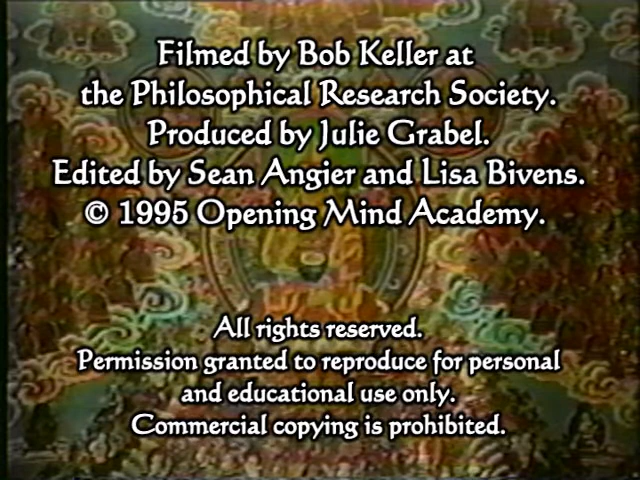 Filmed by Bob Keller at
the Philosophical Research Society.
Produced by Julie Grabel.
Edited by Sean Angier and Lisa Bivens.
© 1995 Opening Mind Academy.
All rights reserved.
Permission granted to reproduce for personal
and educational use only.
Commercial copying is prohibited.